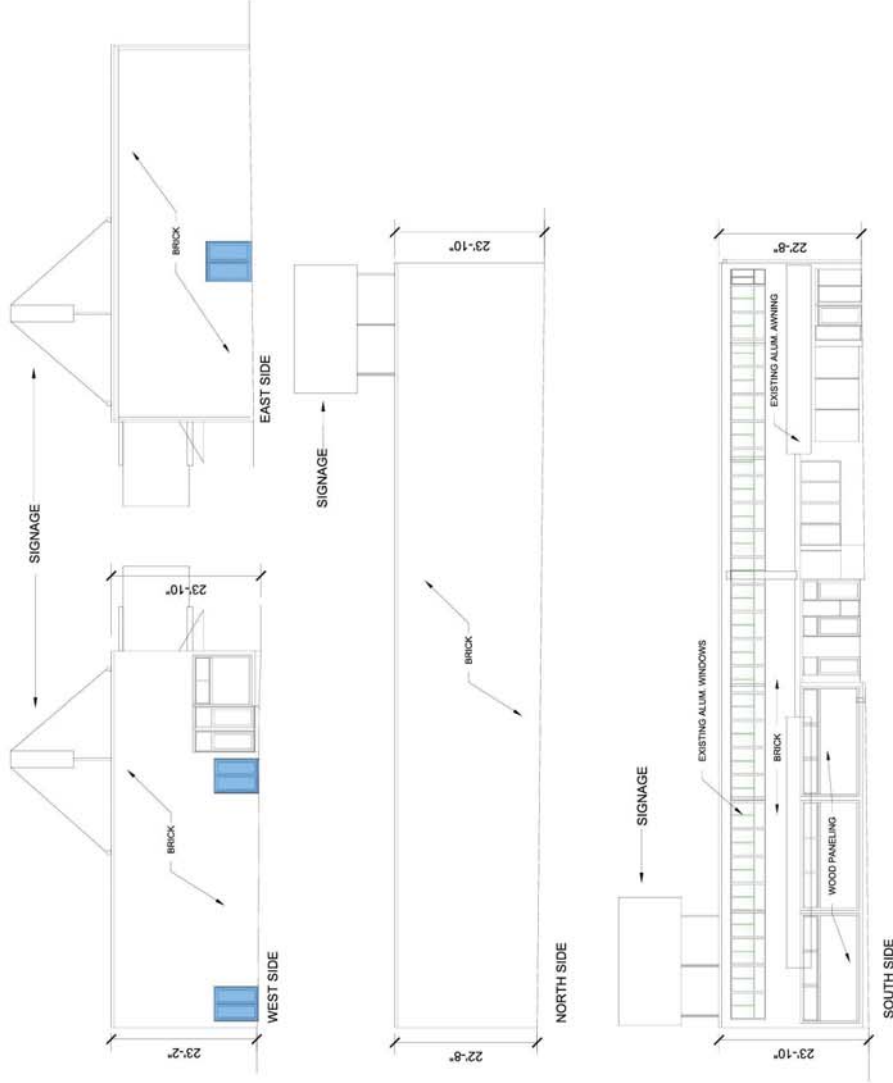 SIGNAGE
BRICK
EAST SIDE
23'-10"
BRICK
23'-2"
WEST SIDE
SIGNAGE
23'-10"
BRICK
22'-8"
NORTH SIDE
SIGNAGE
22'-8"
EXISTING ALUM. AWNING
EXISTING ALUM. WINDOWS
BRICK
WOOD PANELING
23'-10"
SOUTH SIDE